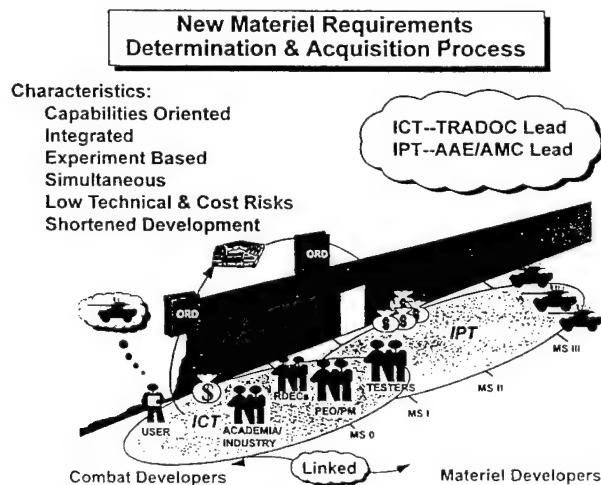 New Materiel Requirements
Determination & Acquisition Process
Characteristics:
Capabilities Oriented
Integrated
Experiment Based
Simultaneous
Low Technical & Cost Risks
Shortened Development
ICT--TRADOC Lead
IPT--AAE/AMC Lead
ORD
ORD
$ $ $ $
IPT
MS III
MS II
MS I
MS 0
$
ICT
USER
ACADEMIA/
INDUSTRY
RDECs
PEO/PM
TESTERS
Combat Developers
Linked
Materiel Developers